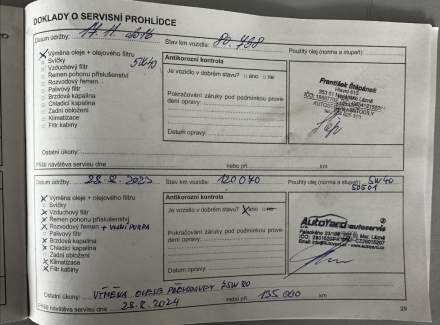 DOKLADY O SERVISNÍ PROHLÍDCE
Datum údržby: 17.11.2016 Stav km vozidla: 80.788 Použitý olej (norma a stupeň):
X Výměna oleje + olejového filtru
Svíčky 5W40
Vzduchový filtr
Řemen pohonu příslušenství
Rozvodový řemen
Palivový filtr
Brzdová kapalina
Chladící kapalina
Zadní obložení
Klimatizace
Filtr kabiny
Antikorozní kontrola
Je vozidlo v dobrém stavu? ano ne
Pokračování záruky pod podmínkou provedení opravy:
Datum opravy:
František Štěpánek
Ostatní úkony:
Příští návštěva servisu dne nebo při km
Datum údržby: 28.2.2023 Stav km vozidla: 120070 Použitý olej (norma a stupeň): 5W40
50501
X Výměna oleje + olejového filtru
Svíčky
X Vzduchový filtr
X Řemen pohonu příslušenství
X Rozvodový řemen + VODNÍ PUMPA
Palivový filtr
X Brzdová kapalina
X Chladící kapalina
Zadní obložení
X Klimatizace
X Filtr kabiny
Antikorozní kontrola
Je vozidlo v dobrém stavu? X ano ne
Pokračování záruky pod podmínkou provedení opravy:
Datum opravy:
autoservis
Ostatní úkony: VÝMĚNA OLEJE PŘEVODOVKY 75W80
Příští návštěva servisu dne 28.2.2024 nebo při 135 000 km